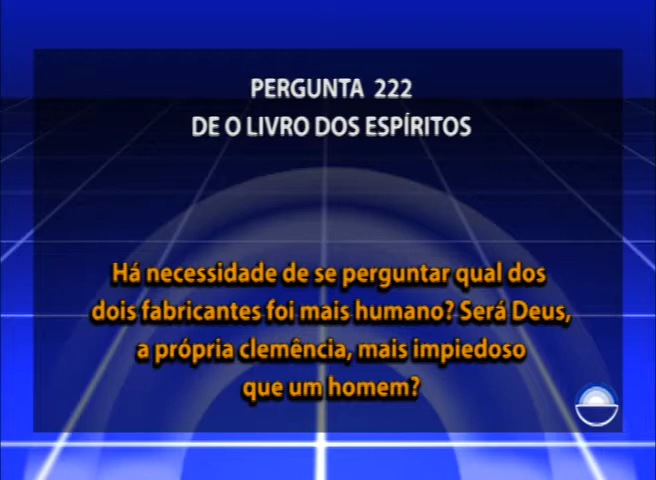 PERGUNTA 222
DE O LIVRO DOS ESPÍRITOS
Há necessidade de se perguntar qual dos
dois fabricantes foi mais humano? Será Deus,
a própria clemência, mais impiedoso
que um homem?